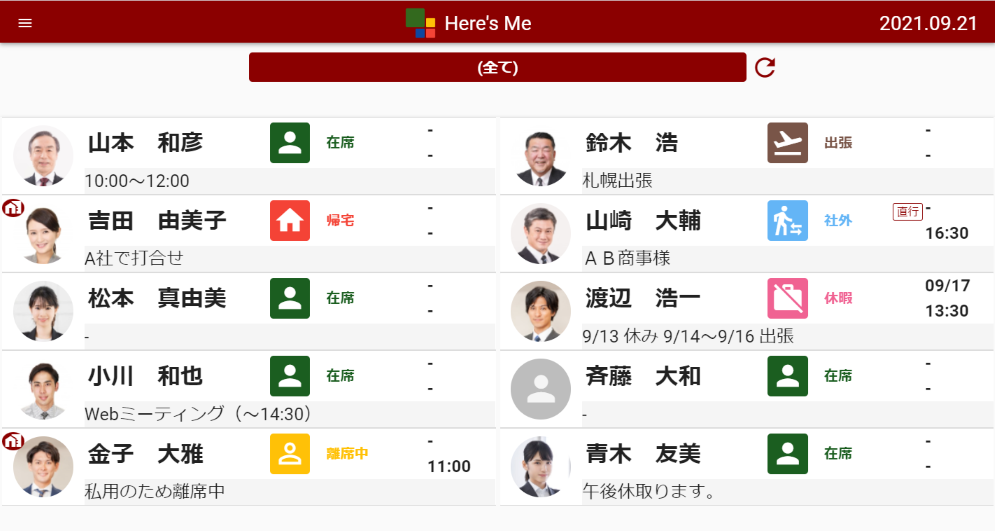 Here's Me
2021.09.21
(全て)
山本 和彦 在席 -
-
10:00～12:00
鈴木 浩 出張 -
-
札幌出張
吉田 由美子 帰宅 -
-
A社で打合せ
山崎 大輔 社外 直行 -
16:30
ＡＢ商事様
松本 真由美 在席 -
-
-
渡辺 浩一 休暇 09/17
13:30
9/13 休み 9/14～9/16 出張
小川 和也 在席 -
-
Webミーティング（～14:30）
斉藤 大和 在席 -
-
-
金子 大雅 離席中 -
11:00
私用のため離席中
青木 友美 在席 -
-
午後休取ります。